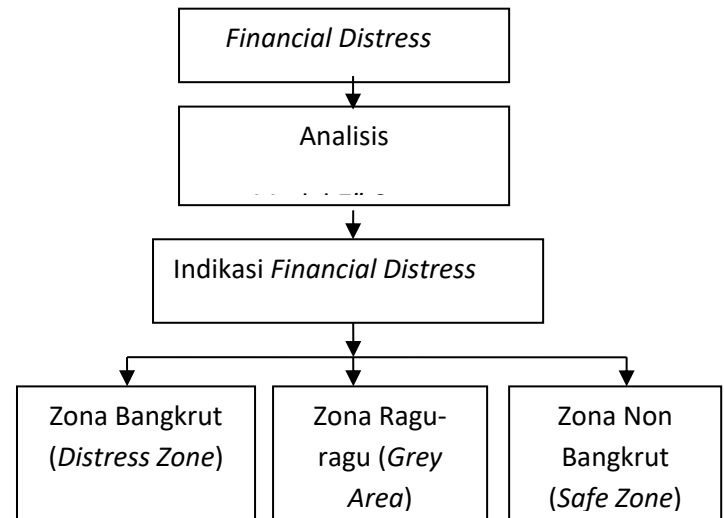 Financial Distress
Analisis
Indikasi Financial Distress
Zona Bangkrut
(Distress Zone)
Zona Ragu-
ragu (Grey
Area)
Zona Non
Bangkrut
(Safe Zone)